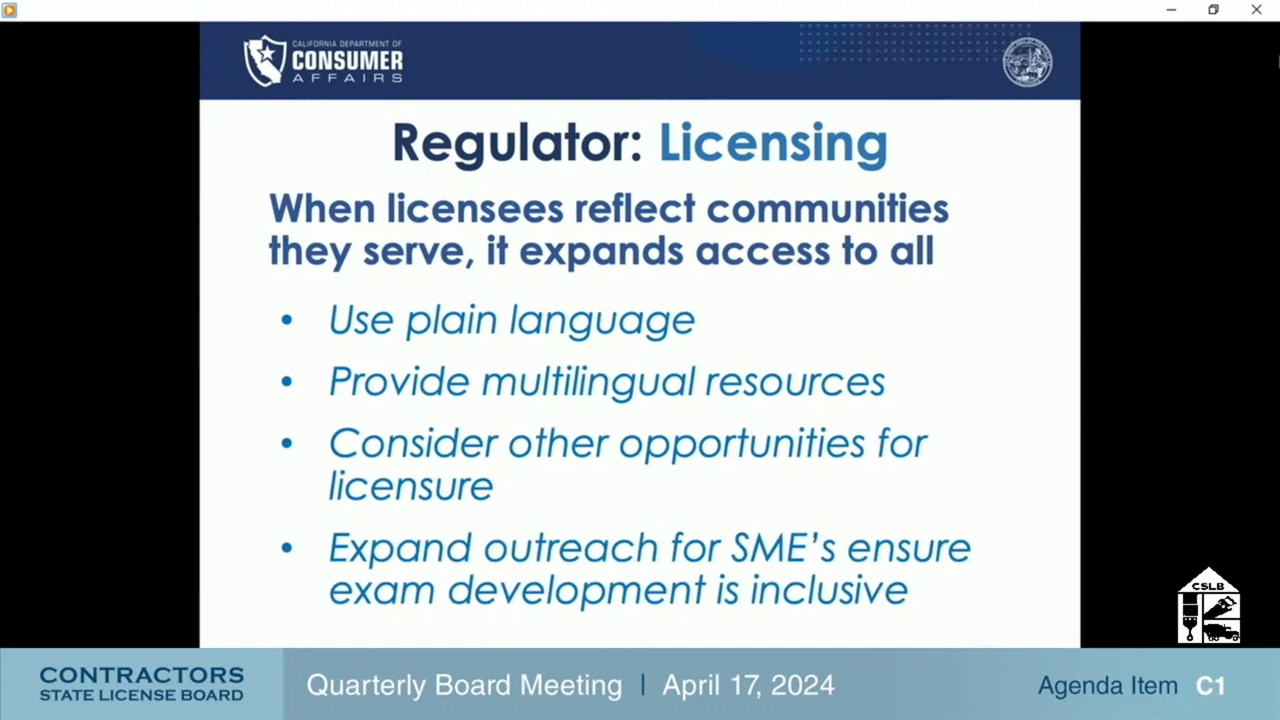 CALIFORNIA DEPARTMENT OF
CONSUMER
AFFAIRS
Regulator: Licensing
When licensees reflect communities
they serve, it expands access to all
• Use plain language
• Provide multilingual resources
• Consider other opportunities for
licensure
• Expand outreach for SME's ensure
exam development is inclusive
CSLB
CONTRACTORS
STATE LICENSE BOARD
Quarterly Board Meeting | April 17, 2024
Agenda Item C1